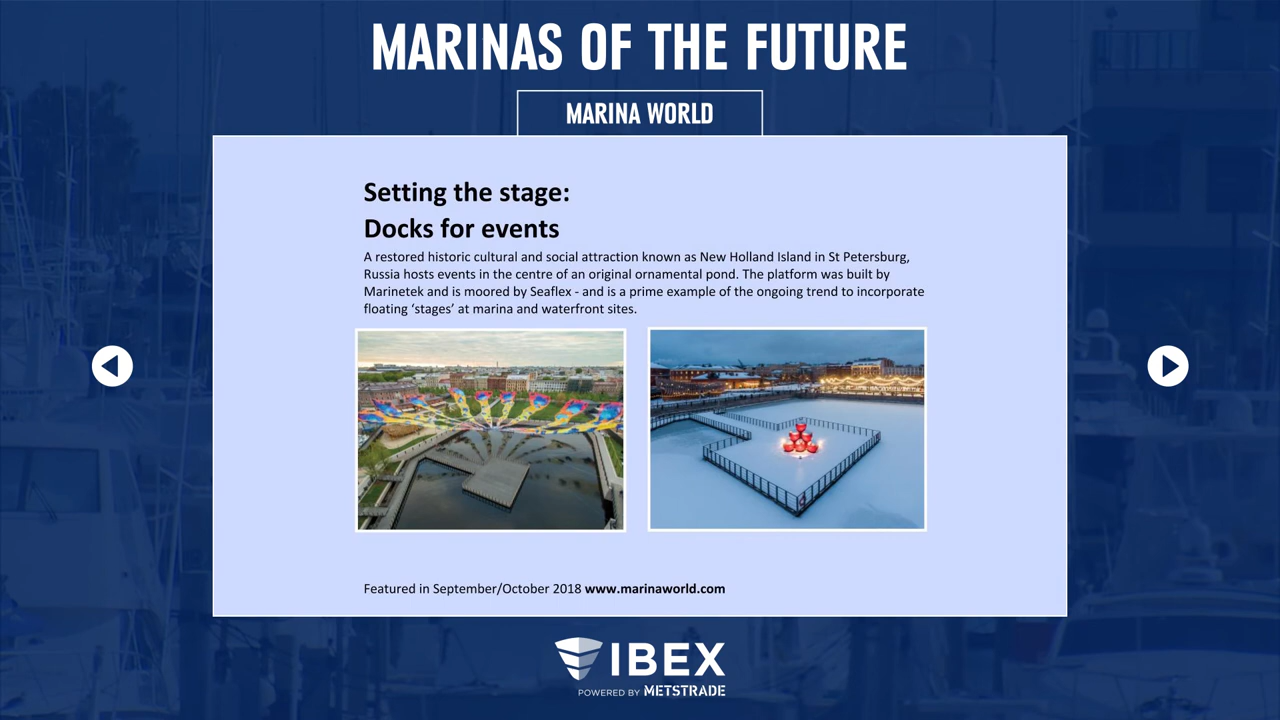 MARINAS OF THE FUTURE
MARINA WORLD
Setting the stage:
Docks for events
A restored historic cultural and social attraction known as New Holland Island in St Petersburg,
Russia hosts events in the centre of an original ornamental pond. The platform was built by
Marinetek and is moored by Seaflex - and is a prime example of the ongoing trend to incorporate
floating ‘stages’ at marina and waterfront sites.
Featured in September/October 2018 www.marinaworld.com
IBEX
POWERED BY METSTRADE